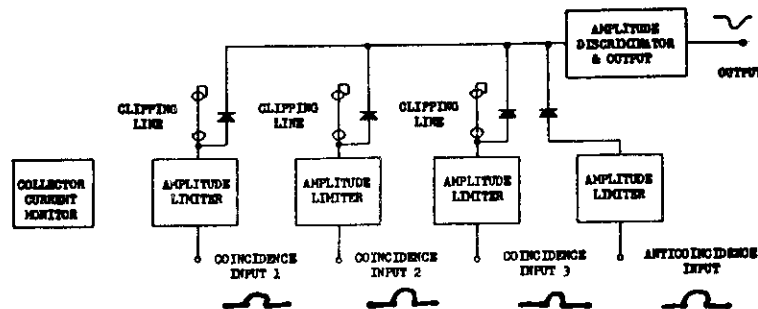 AMPLITUDE
DISCRIMINATOR
& OUTPUT
OUTPUT
CLIPPING
LINE
CLIPPING
LINE
CLIPPING
LINE
COLLECTOR
CURRENT
MONITOR
AMPLITUDE
LIMITER
AMPLITUDE
LIMITER
AMPLITUDE
LIMITER
AMPLITUDE
LIMITER
COINCIDENCE
INPUT 1
COINCIDENCE
INPUT 2
COINCIDENCE
INPUT 3
ANTICOINCIDENCE
INPUT